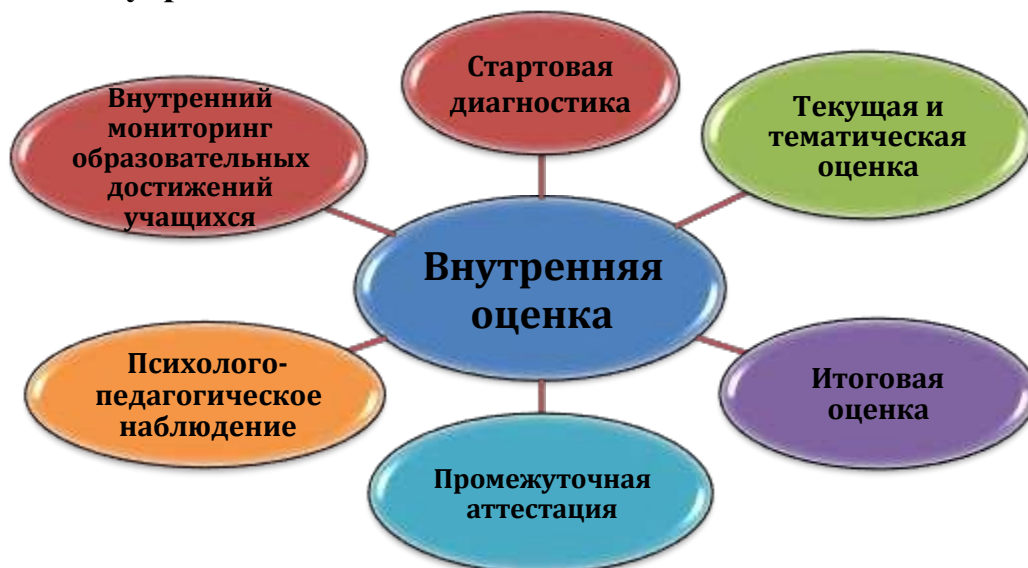 Стартовая
диагностика
Текущая и
тематическая
оценка
Внутренний
мониторинг
образовательных
достижений
учащихся
Внутренняя
оценка
Психолого-
педагогическое
наблюдение
Итоговая
оценка
Промежуточная
аттестация